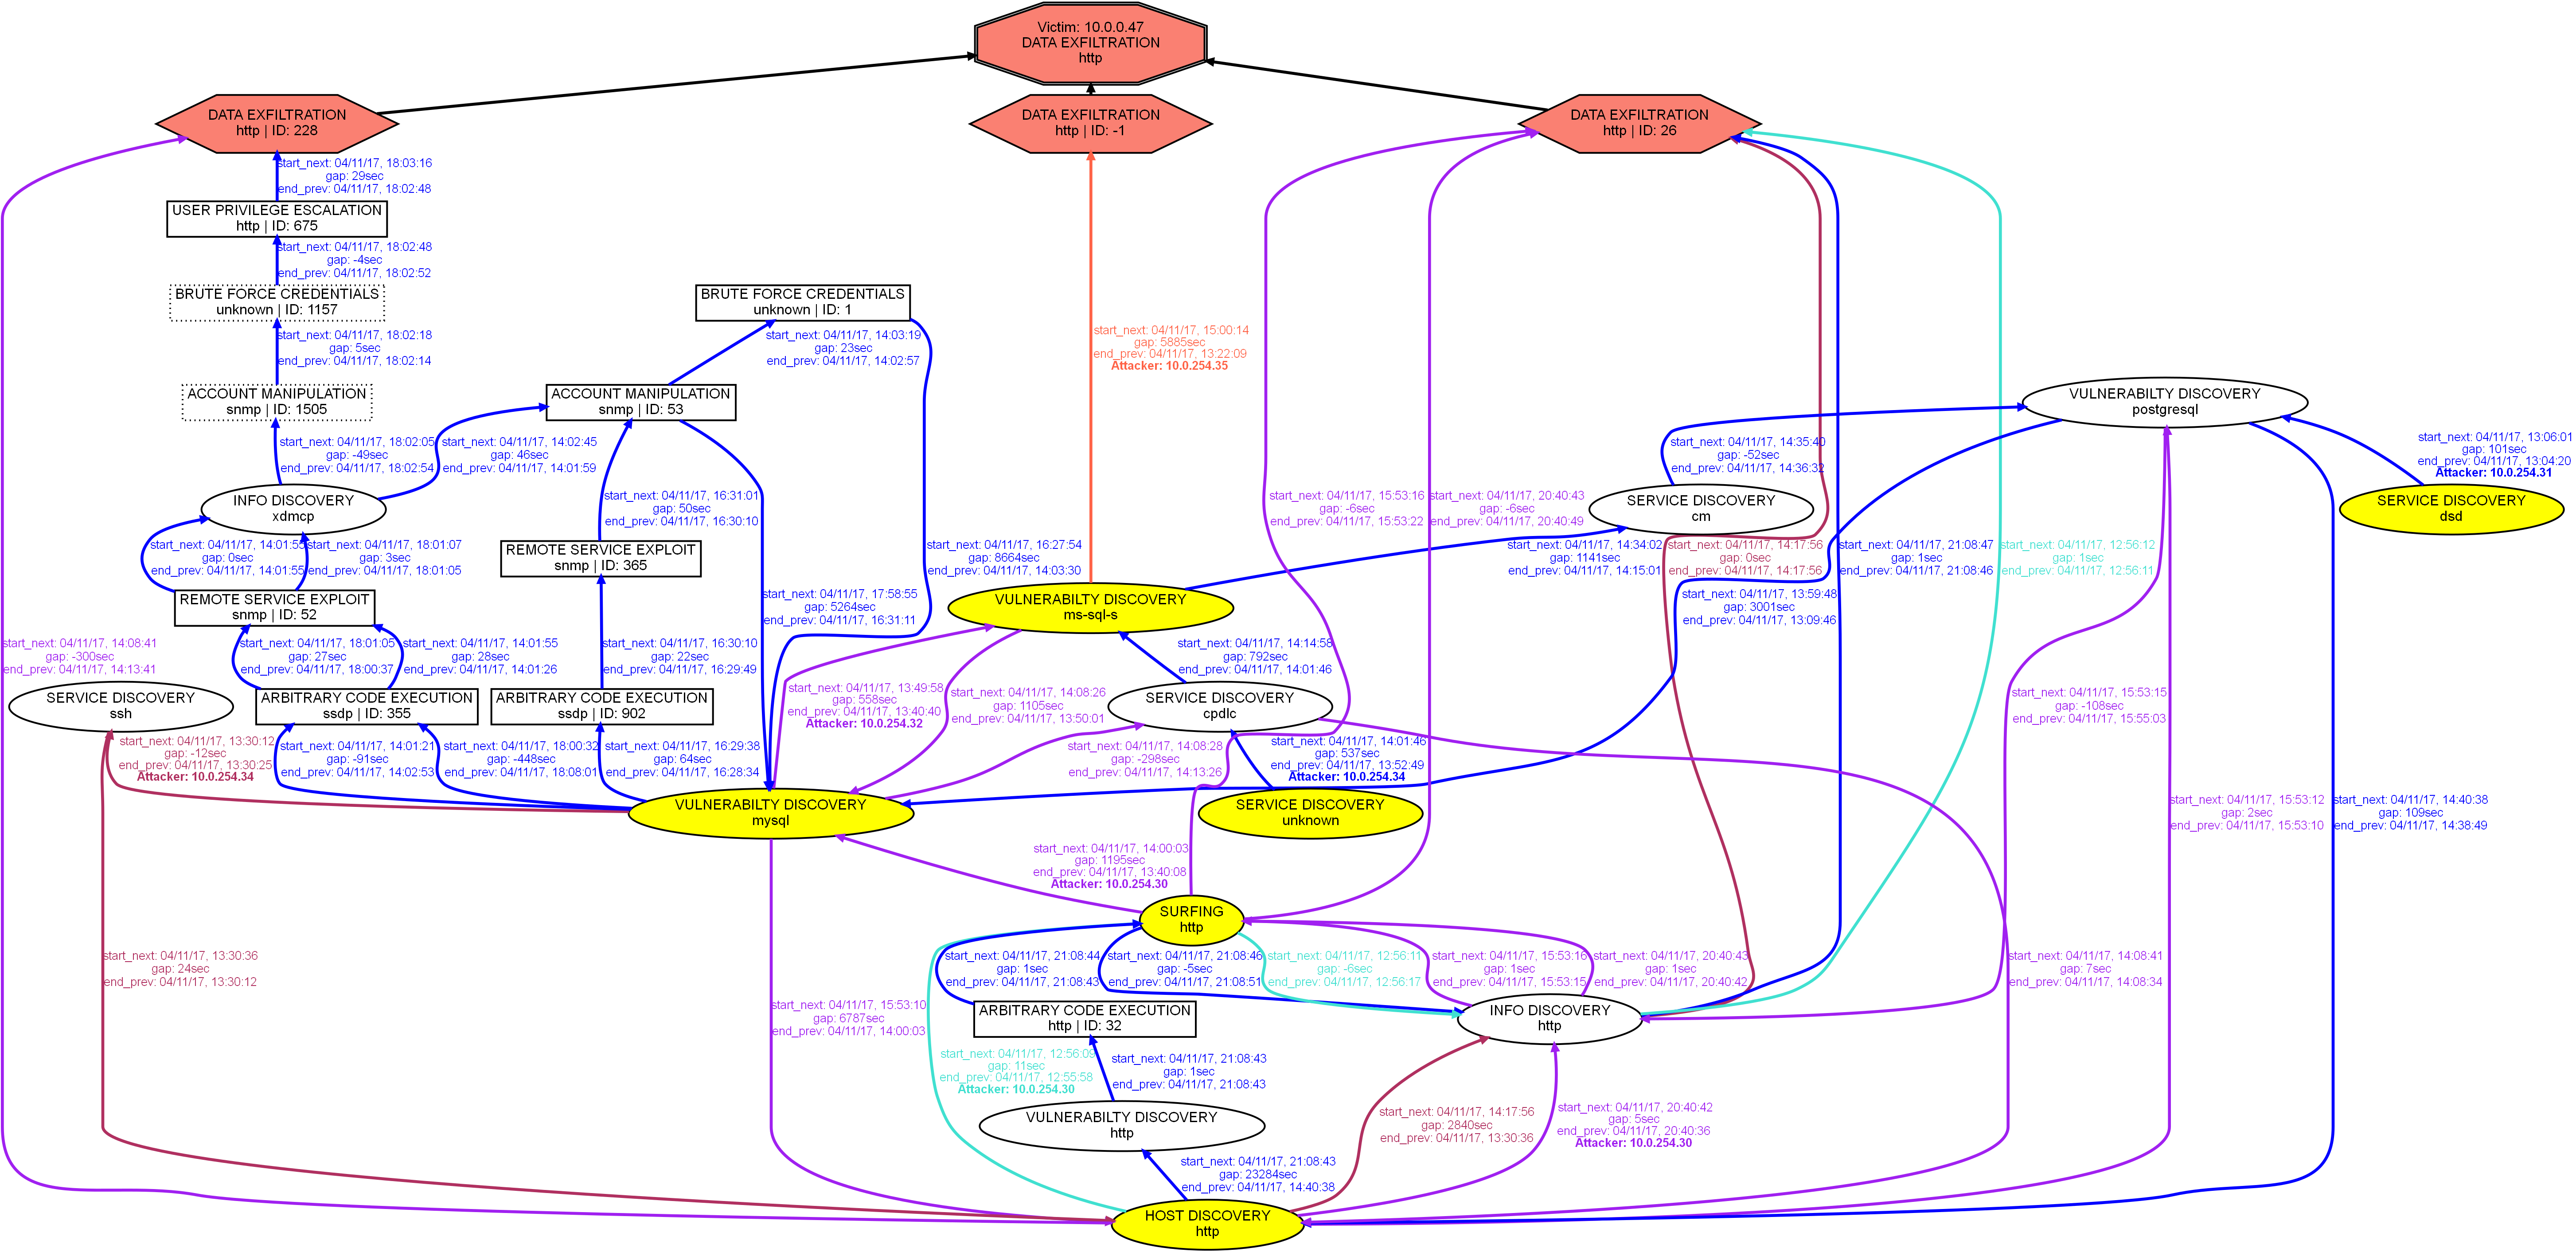 Victim: 10.0.0.47
DATA EXFILTRATION
http
DATA EXFILTRATION
http | ID: 228
DATA EXFILTRATION
http | ID: -1
DATA EXFILTRATION
http | ID: 26
start_next: 04/11/17, 18:03:16
gap: 29sec
end_prev: 04/11/17, 18:02:48
USER PRIVILEGE ESCALATION
http | ID: 675
start_next: 04/11/17, 18:02:48
gap: -4sec
end_prev: 04/11/17, 18:02:52
BRUTE FORCE CREDENTIALS
unknown | ID: 1157
BRUTE FORCE CREDENTIALS
unknown | ID: 1
start_next: 04/11/17, 18:02:18
gap: 5sec
end_prev: 04/11/17, 18:02:14
start_next: 04/11/17, 14:03:19
gap: 23sec
end_prev: 04/11/17, 14:02:57
start_next: 04/11/17, 15:00:14
gap: 5885sec
end_prev: 04/11/17, 13:22:09
Attacker: 10.0.254.35
ACCOUNT MANIPULATION
snmp | ID: 1505
ACCOUNT MANIPULATION
snmp | ID: 53
VULNERABILTY DISCOVERY
postgresql
start_next: 04/11/17, 18:02:05
gap: -49sec
end_prev: 04/11/17, 18:02:54
start_next: 04/11/17, 14:02:45
gap: 46sec
end_prev: 04/11/17, 14:01:59
start_next: 04/11/17, 14:35:40
gap: -52sec
end_prev: 04/11/17, 14:36:32
start_next: 04/11/17, 13:06:01
gap: 101sec
end_prev: 04/11/17, 13:04:20
Attacker: 10.0.254.31
INFO DISCOVERY
xdmcp
start_next: 04/11/17, 16:31:01
gap: 50sec
end_prev: 04/11/17, 16:30:10
start_next: 04/11/17, 15:53:16
gap: -6sec
end_prev: 04/11/17, 15:53:22
start_next: 04/11/17, 20:40:43
gap: -6sec
end_prev: 04/11/17, 20:40:49
SERVICE DISCOVERY
cm
SERVICE DISCOVERY
dsd
start_next: 04/11/17, 14:01:55
gap: 0sec
end_prev: 04/11/17, 14:01:55
start_next: 04/11/17, 18:01:07
gap: 3sec
end_prev: 04/11/17, 18:01:05
REMOTE SERVICE EXPLOIT
snmp | ID: 365
start_next: 04/11/17, 16:27:54
gap: 8664sec
end_prev: 04/11/17, 14:03:30
start_next: 04/11/17, 14:34:02
gap: 1141sec
end_prev: 04/11/17, 14:15:01
start_next: 04/11/17, 14:17:56
gap: 0sec
end_prev: 04/11/17, 14:17:56
start_next: 04/11/17, 21:08:47
gap: 1sec
end_prev: 04/11/17, 21:08:46
start_next: 04/11/17, 12:56:12
gap: 1sec
end_prev: 04/11/17, 12:56:11
REMOTE SERVICE EXPLOIT
snmp | ID: 52
start_next: 04/11/17, 17:58:55
gap: 5264sec
end_prev: 04/11/17, 16:31:11
VULNERABILTY DISCOVERY
ms-sql-s
start_next: 04/11/17, 13:59:48
gap: 3001sec
end_prev: 04/11/17, 13:09:46
start_next: 04/11/17, 14:08:41
gap: -300sec
end_prev: 04/11/17, 14:13:41
start_next: 04/11/17, 18:01:05
gap: 27sec
end_prev: 04/11/17, 18:00:37
start_next: 04/11/17, 14:01:55
gap: 28sec
end_prev: 04/11/17, 14:01:26
start_next: 04/11/17, 16:30:10
gap: 22sec
end_prev: 04/11/17, 16:29:49
start_next: 04/11/17, 14:14:58
gap: 792sec
end_prev: 04/11/17, 14:01:46
SERVICE DISCOVERY
ssh
ARBITRARY CODE EXECUTION
ssdp | ID: 355
ARBITRARY CODE EXECUTION
ssdp | ID: 902
start_next: 04/11/17, 13:49:58
gap: 558sec
end_prev: 04/11/17, 13:40:40
Attacker: 10.0.254.32
start_next: 04/11/17, 14:08:26
gap: 1105sec
end_prev: 04/11/17, 13:50:01
SERVICE DISCOVERY
cpdlc
start_next: 04/11/17, 15:53:15
gap: -108sec
end_prev: 04/11/17, 15:55:03
start_next: 04/11/17, 13:30:12
gap: -12sec
end_prev: 04/11/17, 13:30:25
Attacker: 10.0.254.34
start_next: 04/11/17, 14:01:21
gap: -91sec
end_prev: 04/11/17, 14:02:53
start_next: 04/11/17, 18:00:32
gap: -448sec
end_prev: 04/11/17, 18:08:01
start_next: 04/11/17, 16:29:38
gap: 64sec
end_prev: 04/11/17, 16:28:34
start_next: 04/11/17, 14:08:28
gap: -298sec
end_prev: 04/11/17, 14:13:26
start_next: 04/11/17, 14:01:46
gap: 537sec
end_prev: 04/11/17, 13:52:49
Attacker: 10.0.254.34
VULNERABILTY DISCOVERY
mysql
SERVICE DISCOVERY
unknown
start_next: 04/11/17, 15:53:12
gap: 2sec
end_prev: 04/11/17, 15:53:10
start_next: 04/11/17, 14:40:38
gap: 109sec
end_prev: 04/11/17, 14:38:49
start_next: 04/11/17, 14:00:03
gap: 1195sec
end_prev: 04/11/17, 13:40:08
Attacker: 10.0.254.30
SURFING
http
start_next: 04/11/17, 13:30:36
gap: 24sec
end_prev: 04/11/17, 13:30:12
start_next: 04/11/17, 21:08:44
gap: 1sec
end_prev: 04/11/17, 21:08:43
start_next: 04/11/17, 21:08:46
gap: -5sec
end_prev: 04/11/17, 21:08:51
start_next: 04/11/17, 12:56:11
gap: -6sec
end_prev: 04/11/17, 12:56:17
start_next: 04/11/17, 15:53:16
gap: 1sec
end_prev: 04/11/17, 15:53:15
start_next: 04/11/17, 20:40:43
gap: 1sec
end_prev: 04/11/17, 20:40:42
start_next: 04/11/17, 14:08:41
gap: 7sec
end_prev: 04/11/17, 14:08:34
start_next: 04/11/17, 15:53:10
gap: 6787sec
end_prev: 04/11/17, 14:00:03
ARBITRARY CODE EXECUTION
http | ID: 32
INFO DISCOVERY
http
start_next: 04/11/17, 12:56:09
gap: 11sec
end_prev: 04/11/17, 12:55:58
Attacker: 10.0.254.30
start_next: 04/11/17, 21:08:43
gap: 1sec
end_prev: 04/11/17, 21:08:43
VULNERABILTY DISCOVERY
http
start_next: 04/11/17, 14:17:56
gap: 2840sec
end_prev: 04/11/17, 13:30:36
start_next: 04/11/17, 20:40:42
gap: 5sec
end_prev: 04/11/17, 20:40:36
Attacker: 10.0.254.30
start_next: 04/11/17, 21:08:43
gap: 23284sec
end_prev: 04/11/17, 14:40:38
HOST DISCOVERY
http